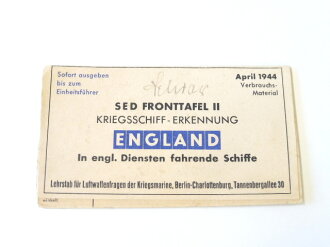 Sofort ausgeben
bis zum
Einheitsführer
April 1944
Verbrauchs-
Material
SED FRONTTAFEL II
KRIEGSSCHIFF-ERKENNUNG
ENGLAND
In engl. Diensten fahrende Schiffe
Lehrstab für Luftwaffenfragen der Kriegsmarine, Berlin-Charlottenburg, Tannenbergallee 30